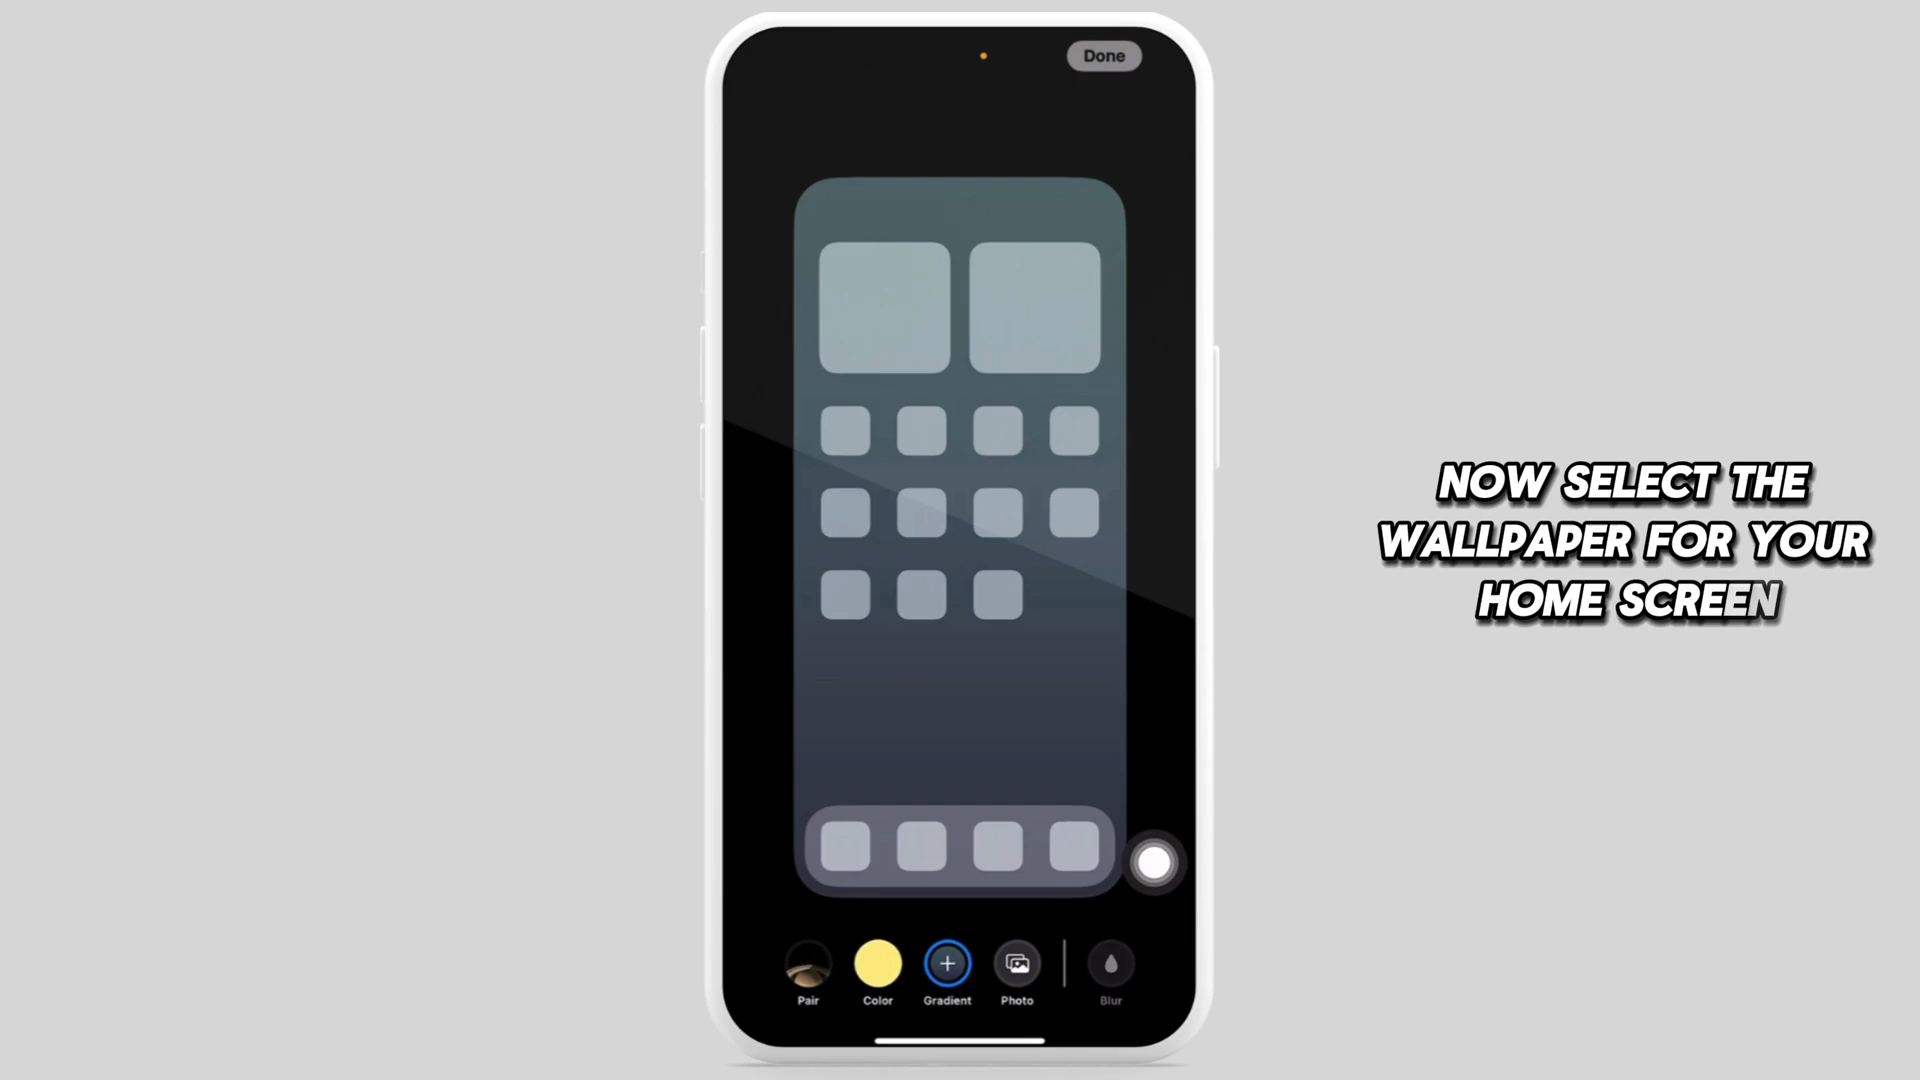 Done
NOW SELECT THE
WALLPAPER FOR YOUR
HOME SCREEN
Pair
Color
Gradient
Photo
Blur